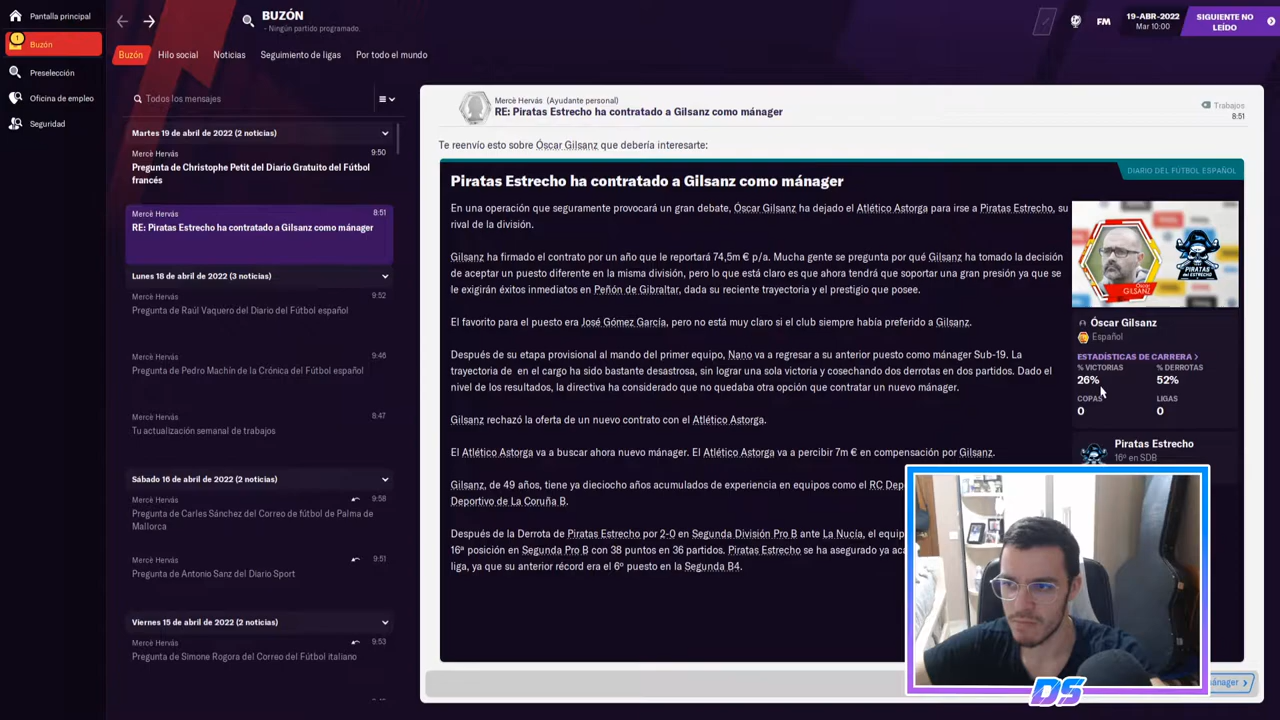 Pantalla principal
1
Buzón
Preselección
Oficina de empleo
Seguridad
BUZÓN
- Ningún partido programado.
FM
19-ABR-2022
Mar 10:00
SIGUIENTE NO
LEÍDO
Buzón
Hilo social
Noticias
Seguimiento de ligas
Por todo el mundo
Todos los mensajes
Martes 19 de abril de 2022 (2 noticias)
Mercè Hervás
9:50
Pregunta de Christophe Petit del Diario Gratuito del Fútbol
francés
Mercè Hervás
8:51
RE: Piratas Estrecho ha contratado a Gilsanz como mánager
Lunes 18 de abril de 2022 (3 noticias)
Mercè Hervás
9:52
Pregunta de Raúl Vaquero del Diario del Fútbol español
Mercè Hervás
9:46
Pregunta de Pedro Machín de la Crónica del Fútbol español
Mercè Hervás
8:47
Tu actualización semanal de trabajos
Sábado 16 de abril de 2022 (2 noticias)
Mercè Hervás
9:58
Pregunta de Carles Sánchez del Correo de fútbol de Palma de
Mallorca
Mercè Hervás
9:51
Pregunta de Antonio Sanz del Diario Sport
Viernes 15 de abril de 2022 (2 noticias)
Mercè Hervás
9:53
Pregunta de Simone Rogora del Correo del Fútbol italiano
Mercè Hervás (Ayudante personal)
RE: Piratas Estrecho ha contratado a Gilsanz como mánager
Trabajos
8:51
Te reenvío esto sobre Óscar Gilsanz que debería interesarte:
DIARIO DEL FUTBOL ESPAÑOL
Piratas Estrecho ha contratado a Gilsanz como mánager
En una operación que seguramente provocará un gran debate, Óscar Gilsanz ha dejado el Atlético Astorga para irse a Piratas Estrecho, su
rival de la división.
Gilsanz ha firmado el contrato por un año que le reportará 74,5m € p/a. Mucha gente se pregunta por qué Gilsanz ha tomado la decisión
de aceptar un puesto diferente en la misma división, pero lo que está claro es que ahora tendrá que soportar una gran presión ya que se
le exigirán éxitos inmediatos en Peñón de Gibraltar, dada su reciente trayectoria y el prestigio que posee.
El favorito para el puesto era José Gómez García, pero no está muy claro si el club siempre había preferido a Gilsanz.
Después de su etapa provisional al mando del primer equipo, Nano va a regresar a su anterior puesto como mánager Sub-19. La
trayectoria de en el cargo ha sido bastante desastrosa, sin lograr una sola victoria y cosechando dos derrotas en dos partidos. Dado el
nivel de los resultados, la directiva ha considerado que no quedaba otra opción que contratar un nuevo mánager.
Gilsanz rechazó la oferta de un nuevo contrato con el Atlético Astorga.
El Atlético Astorga va a buscar ahora nuevo mánager. El Atlético Astorga va a percibir 7m € en compensación por Gilsanz.
Gilsanz, de 49 años, tiene ya dieciocho años acumulados de experiencia en equipos como el RC Dep
Deportivo de La Coruña B.
Después de la Derrota de Piratas Estrecho por 2-0 en Segunda División Pro B ante La Nucía, el equ
16ª posición en Segunda Pro B con 38 puntos en 36 partidos. Piratas Estrecho se ha asegurado ya aca
liga, ya que su anterior récord era el 6º puesto en la Segunda B4.
Óscar
GILSANZ
PIRATAS
DEL ESTRECHO
Óscar Gilsanz
Español
ESTADÍSTICAS DE CARRERA >
% VICTORIAS
% DERROTAS
26%
52%
COPAS
LIGAS
0
0
Piratas Estrecho
16º en SDB
DS
mánager >